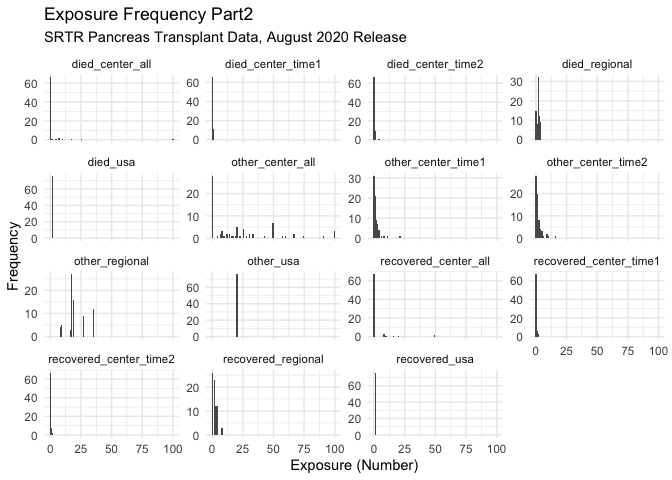 Exposure Frequency Part2
SRTR Pancreas Transplant Data, August 2020 Release
died_center_all died_center_time1 died_center_time2 died_regional
60 40 20 0
60 40 20 0
60 40 20 0
30 20 10 0
died_usa other_center_all other_center_time1 other_center_time2
60 40 20 0
20 10 0
30 20 10 0
20 10 0
Frequency
other_regional other_usa recovered_center_all recovered_center_time1
20 10 0
60 40 20 0
60 40 20 0
60 40 20 0
0 25 50 75 100
recovered_center_time2 recovered_regional recovered_usa
60 40 20 0
20 10 0
60 40 20 0
0 25 50 75 100 0 25 50 75 100 0 25 50 75 100
Exposure (Number)